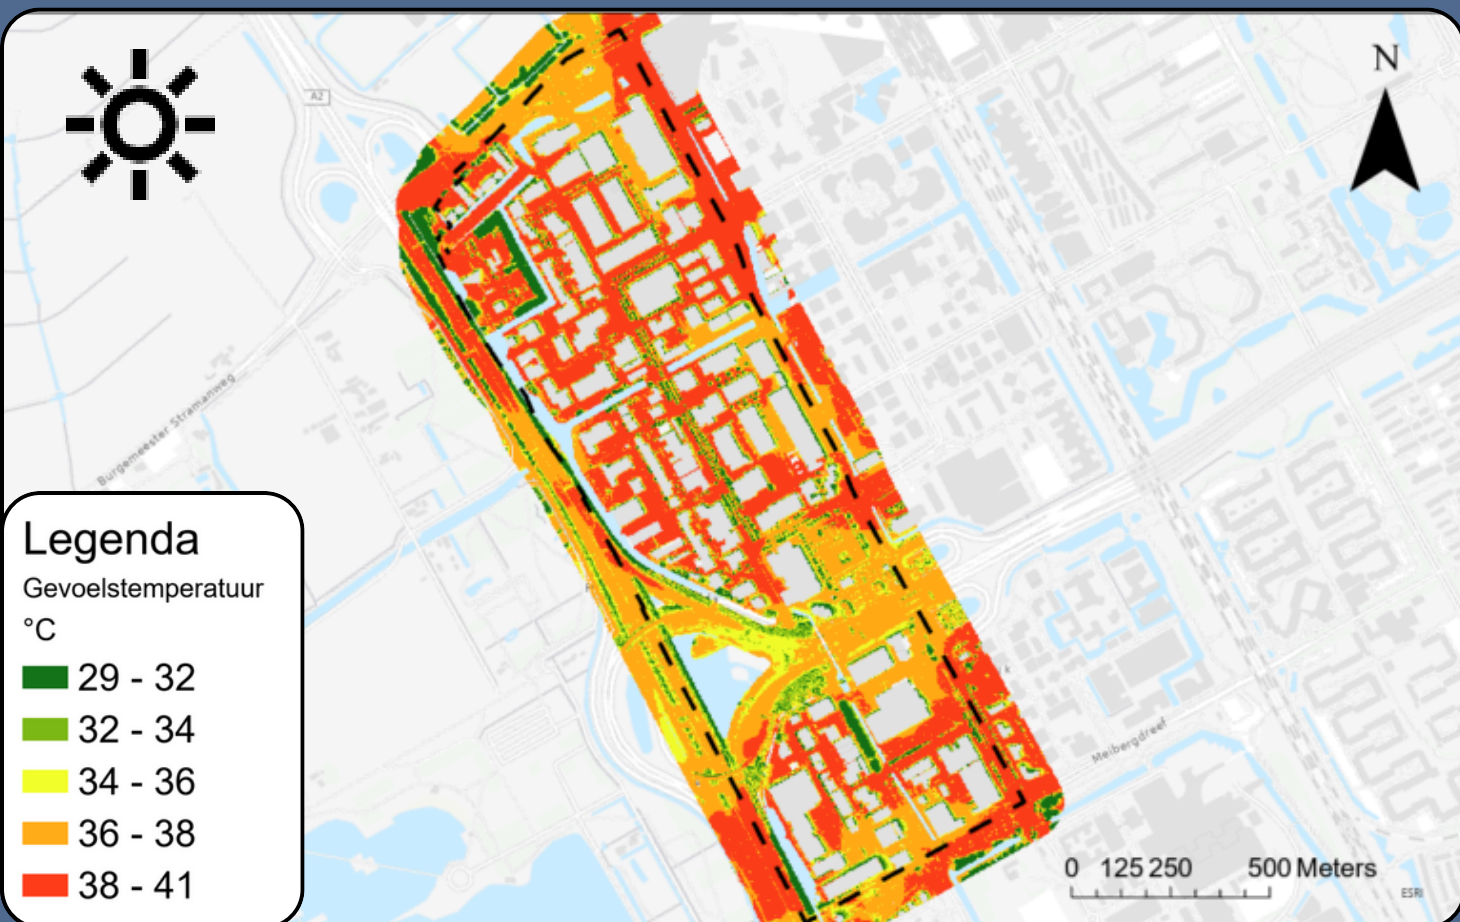 A2
N
Burgemeester Stramanweg
Legenda
Gevoelstemperatuur
°C
29 - 32
32 - 34
34 - 36
36 - 38
38 - 41
Meibergdreef
0 125 250 500 Meters
ESRI